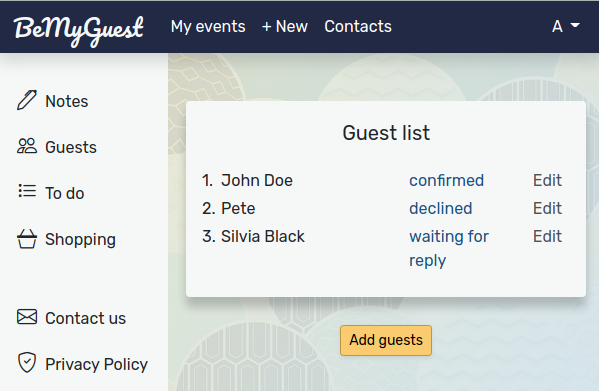 BeMyGuest My events + New Contacts A
Notes
Guests
To do
Shopping
Contact us
Privacy Policy
Guest list
1. John Doe confirmed Edit
2. Pete declined Edit
3. Silvia Black waiting for Edit
reply
Add guests